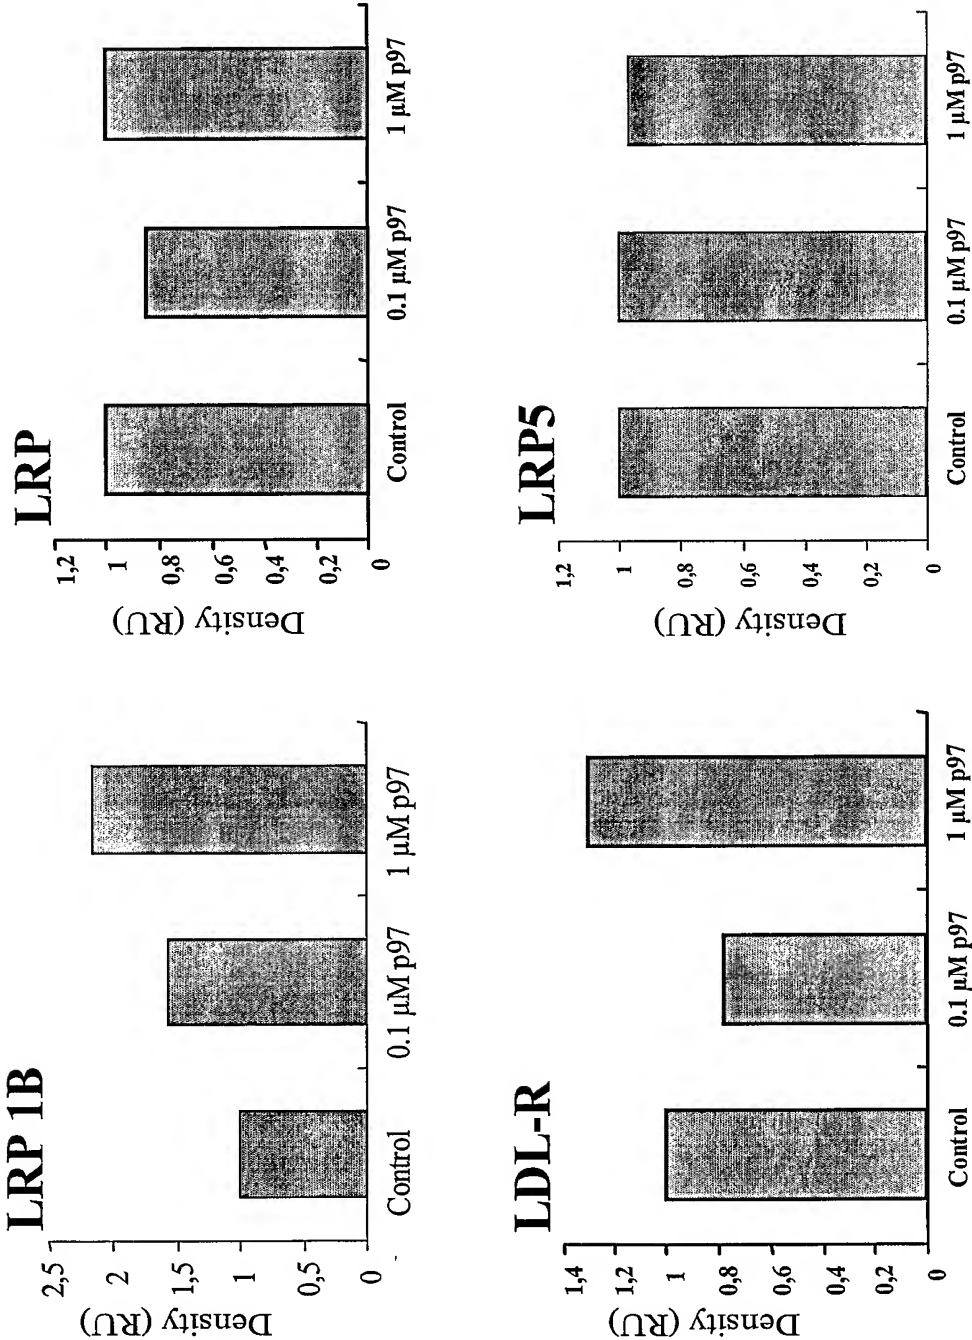 LRP 1B
Density (RU)
2,5
2
1,5
1
0,5
0
Control
0.1 µM p97
1 µM p97
LRP
Density (RU)
1,2
1
0,8
0,6
0,4
0,2
0
Control
0.1 µM p97
1 µM p97
LDL-R
Density (RU)
1,4
1,2
1
0,8
0,6
0,4
0,2
0
Control
0.1 µM p97
1 µM p97
LRP5
Density (RU)
1,2
1
0,8
0,6
0,4
0,2
0
Control
0.1 µM p97
1 µM p97